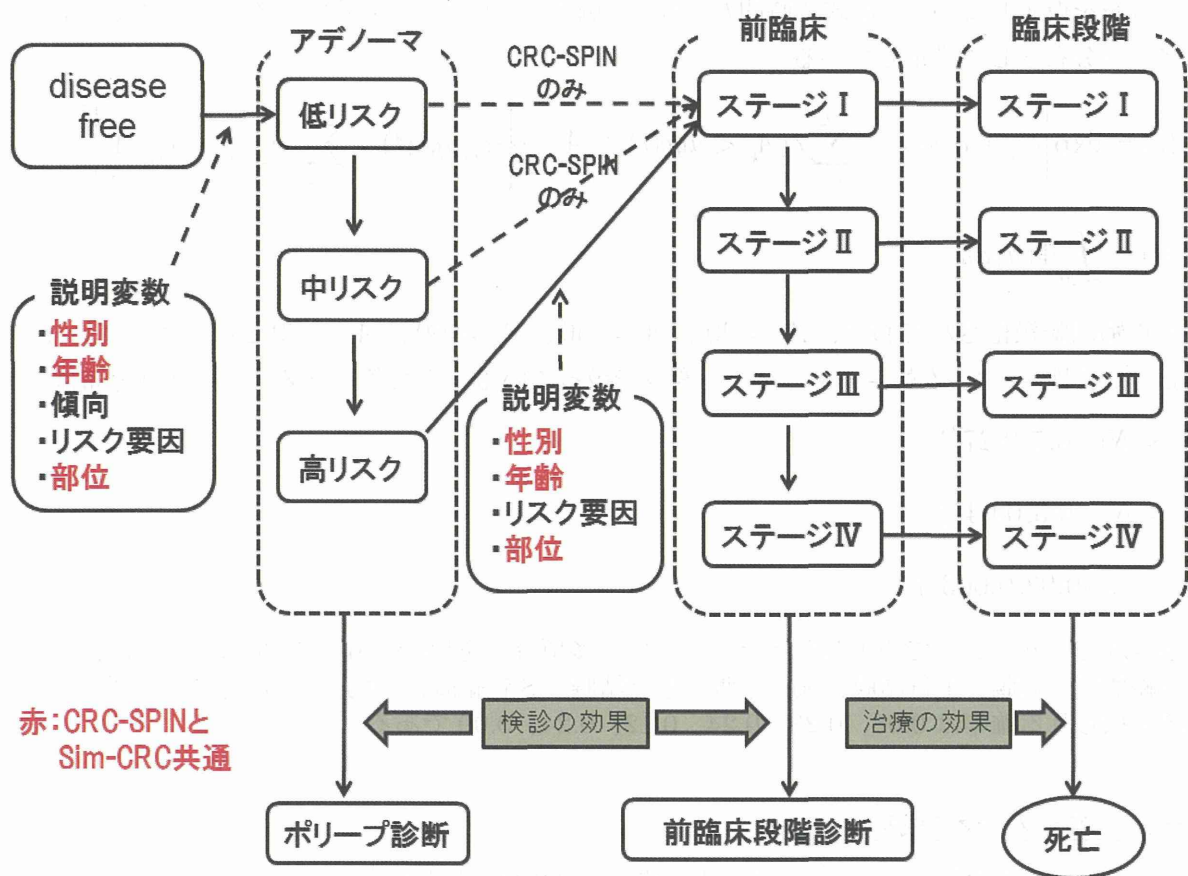 disease
free
アデノーマ
低リスク
中リスク
高リスク
CRC-SPIN
のみ
CRC-SPIN
のみ
前臨床
ステージⅠ
ステージⅡ
ステージⅢ
ステージⅣ
臨床段階
ステージⅠ
ステージⅡ
ステージⅢ
ステージⅣ
説明変数
・性別
・年齢
・傾向
・リスク要因
・部位
説明変数
・性別
・年齢
・リスク要因
・部位
赤：CRC-SPINと
Sim-CRC共通
検診の効果
治療の効果
ポリープ診断
前臨床段階診断
死亡